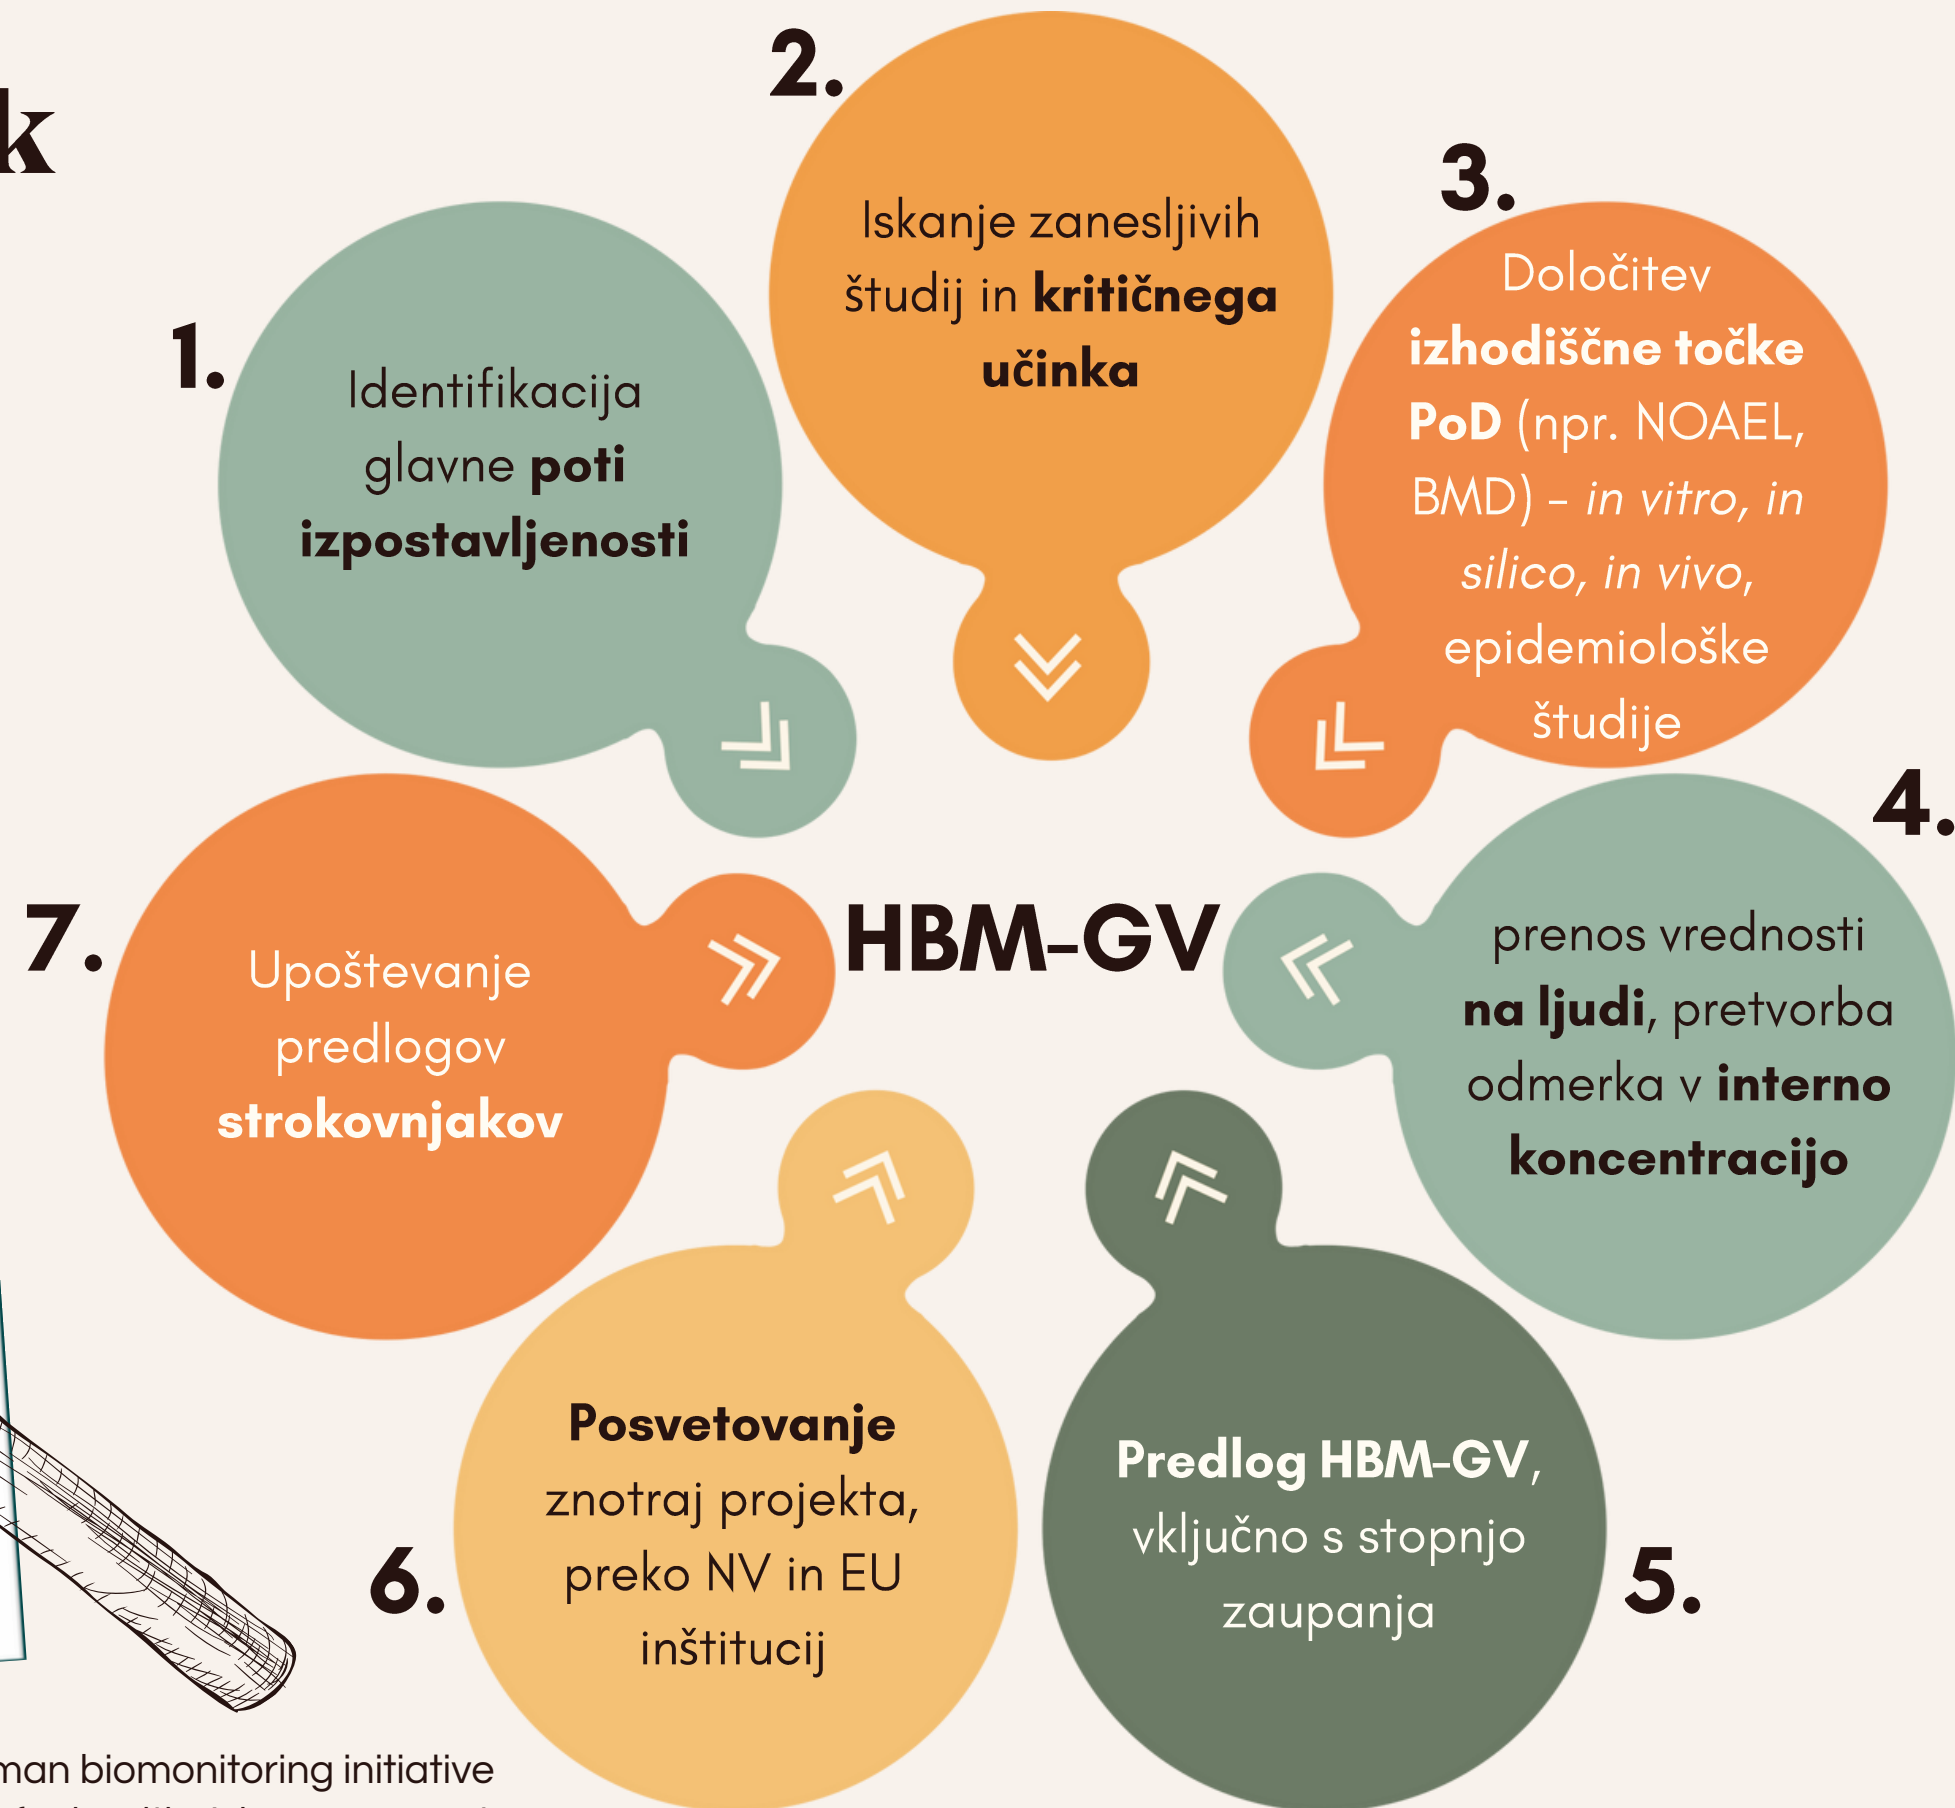 k
1.
Identifikacija
glavne poti
izpostavljenosti
2.
Iskanje zanesljivih
študij in kritičnega
učinka
3.
Določitev
izhodiščne točke
PoD (npr. NOAEL,
BMD) – in vitro, in
silico, in vivo,
epidemiološke
študije
4.
prenos vrednosti
na ljudi, pretvorba
odmerka v interno
koncentracijo
HBM-GV
5.
Predlog HBM-GV,
vključno s stopnjo
zaupanja
6.
Posvetovanje
znotraj projekta,
preko NV in EU
inštitucij
7.
Upoštevanje
predlogov
strokovnjakov
man biomonitoring initiative